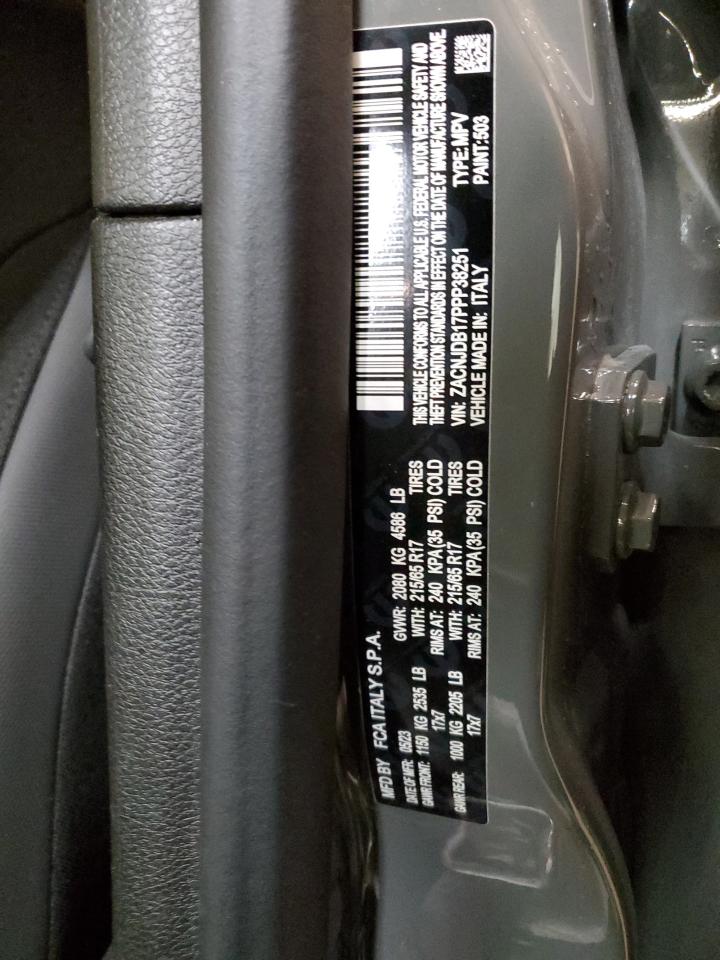 MFD BY FCA ITALY S.P.A.
DATE OF MFR: 05/23 GVWR: 2080 KG 4586 LB
GAWR FRONT: 1150 KG 2535 LB WITH: 215/65 R17 TIRES
17x7 RIMS AT: 240 KPA(35 PSI) COLD
GAWR REAR: 1000 KG 2205 LB WITH: 215/65 R17 TIRES
17x7 RIMS AT: 240 KPA(35 PSI) COLD
THIS VEHICLE CONFORMS TO ALL APPLICABLE U.S. FEDERAL MOTOR VEHICLE SAFETY AND
THEFT PREVENTION STANDARDS IN EFFECT ON THE DATE OF MANUFACTURE SHOWN ABOVE.
VIN: ZACNJDB17PPP38251 TYPE: MPV
VEHICLE MADE IN: ITALY PAINT: 503